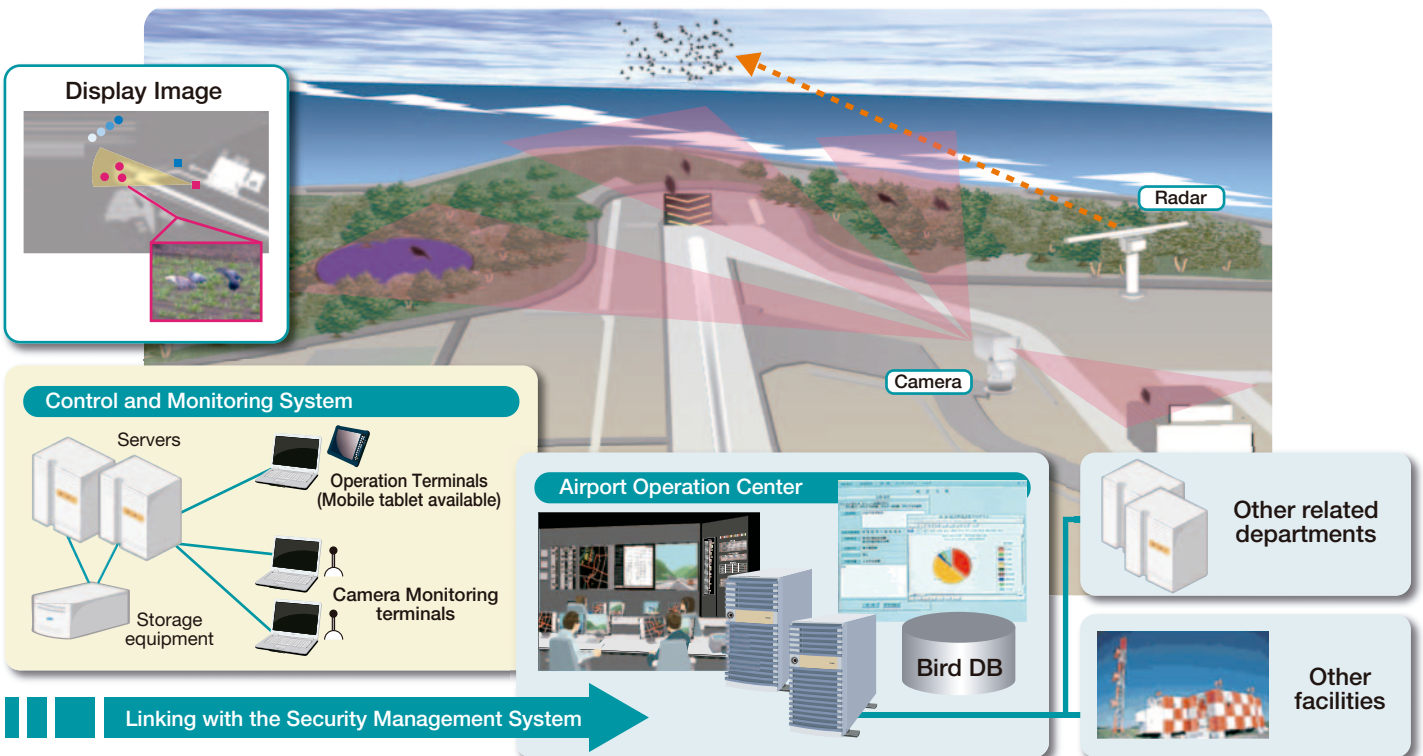 Display Image
Radar
Camera
Control and Monitoring System
Servers
Operation Terminals
(Mobile tablet available)
Camera Monitoring
terminals
Storage
equipment
Airport Operation Center
Bird DB
Other related
departments
Other
facilities
Linking with the Security Management System